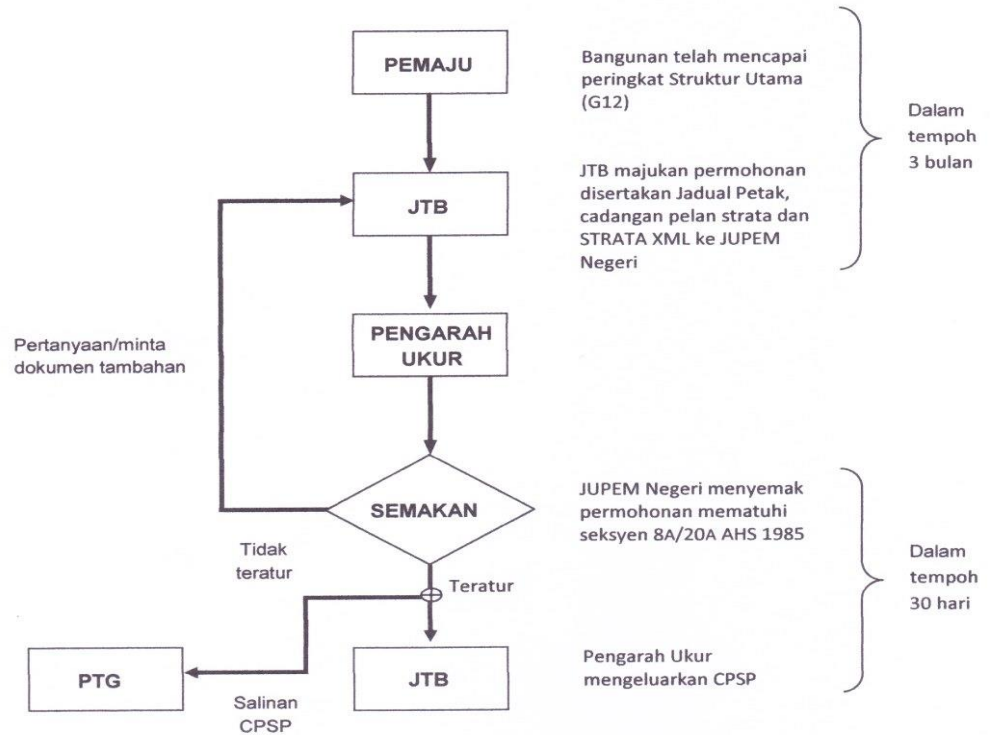 PEMAJU
Bangunan telah mencapai
peringkat Struktur Utama
(G12)
Dalam
tempoh
3 bulan
JTB
JTB majukan permohonan
disertakan Jadual Petak,
cadangan pelan strata dan
STRATA XML ke JUPEM
Negeri
PENGARAH
UKUR
Pertanyaan/minta
dokumen tambahan
SEMAKAN
JUPEM Negeri menyemak
permohonan mematuhi
seksyen 8A/20A AHS 1985
Tidak
teratur
Teratur
Dalam
tempoh
30 hari
PTG
Salinan
CPSP
JTB
Pengarah Ukur
mengeluarkan CPSP